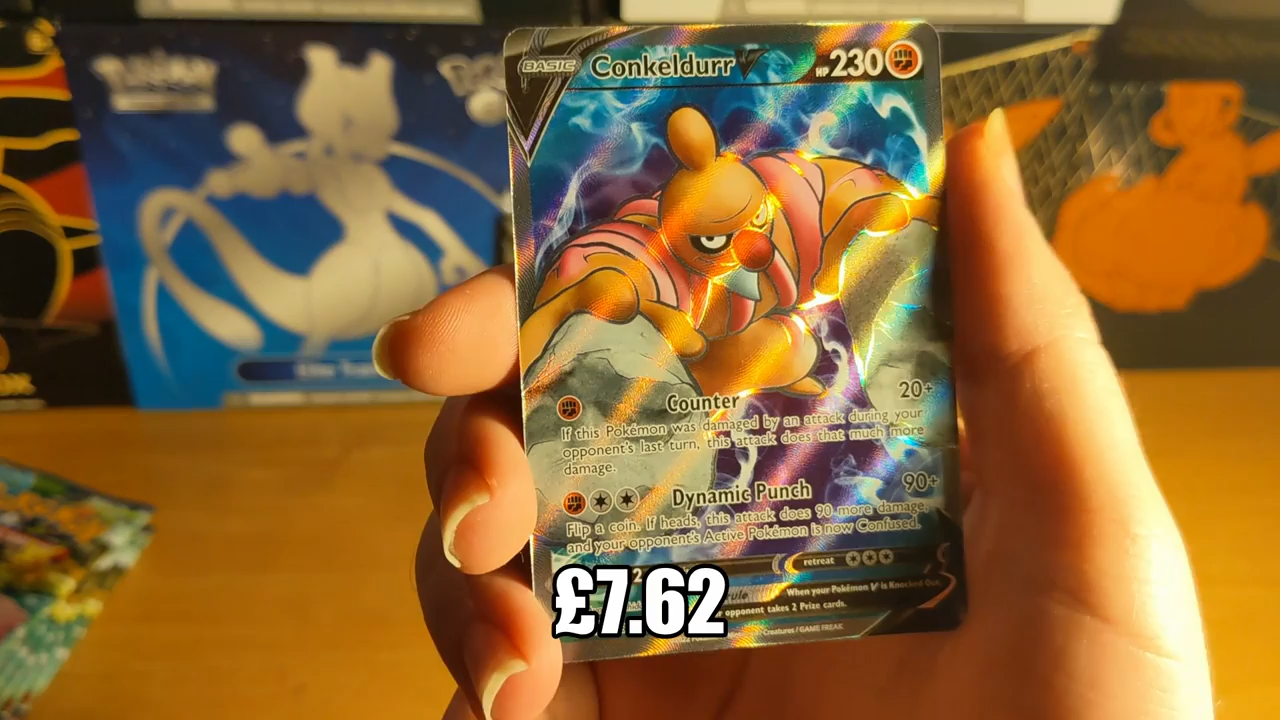 POKÉMON
BASIC
Conkeldurr V
HP 230
Counter 20+
If this Pokémon was damaged by an attack during your
opponent's last turn, this attack does that much more
damage.
Dynamic Punch 90+
Flip a coin. If heads, this attack does 90 more damage,
and your opponent's Active Pokémon is now Confused.
retreat
rule When your Pokémon V is Knocked Out,
opponent takes 2 Prize cards.
Creatures / GAME FREAK
£7.62
Elite